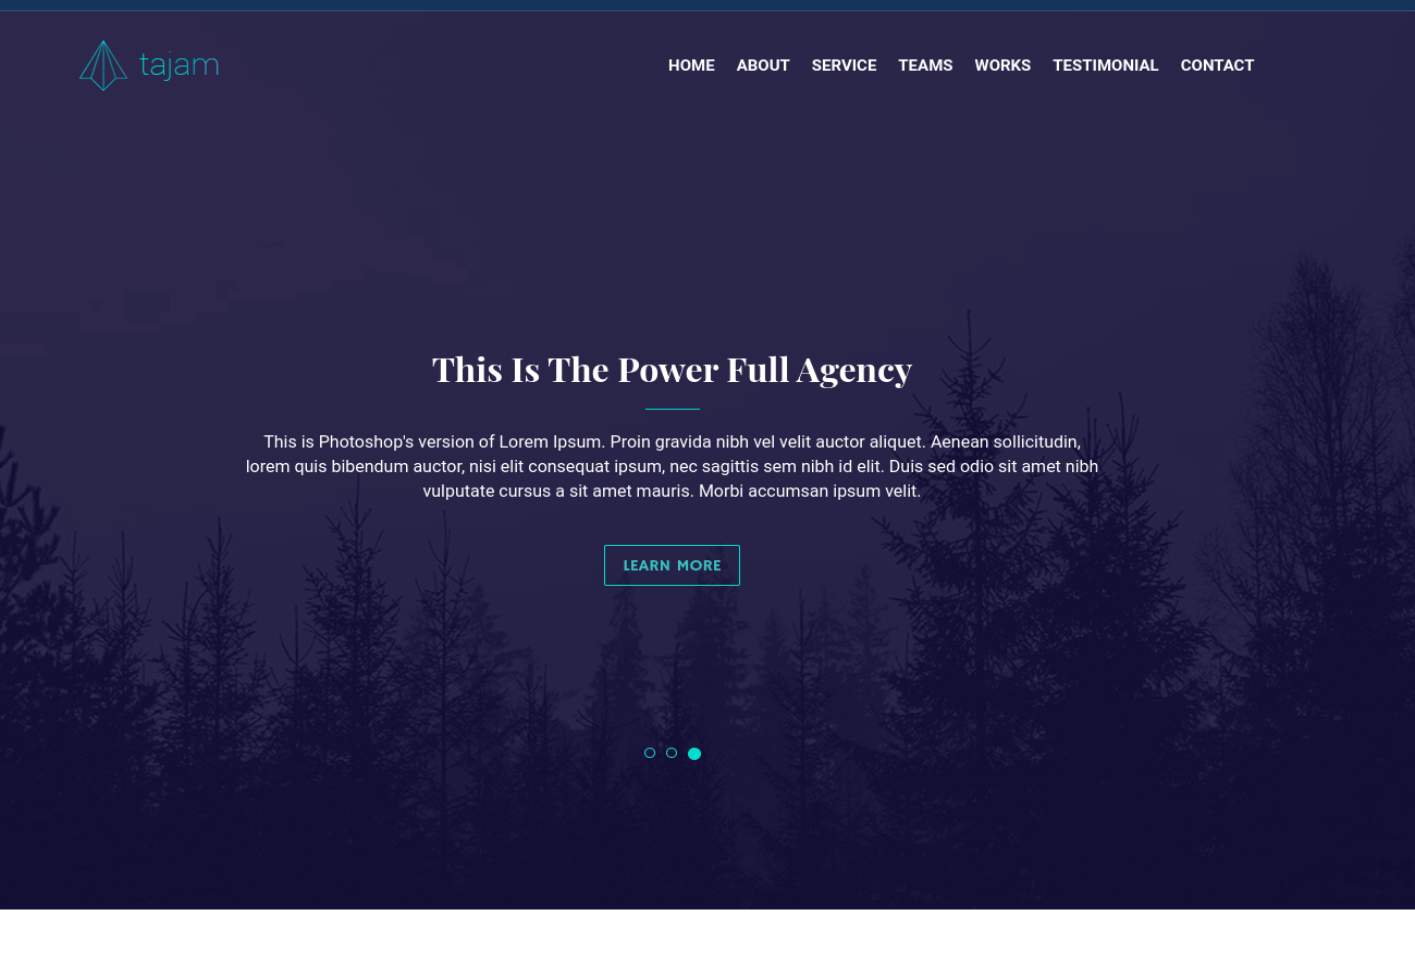 tajam
HOME ABOUT SERVICE TEAMS WORKS TESTIMONIAL CONTACT
This Is The Power Full Agency
This is Photoshop's version of Lorem Ipsum. Proin gravida nibh vel velit auctor aliquet. Aenean sollicitudin,
lorem quis bibendum auctor, nisi elit consequat ipsum, nec sagittis sem nibh id elit. Duis sed odio sit amet nibh
vulputate cursus a sit amet mauris. Morbi accumsan ipsum velit.
LEARN MORE